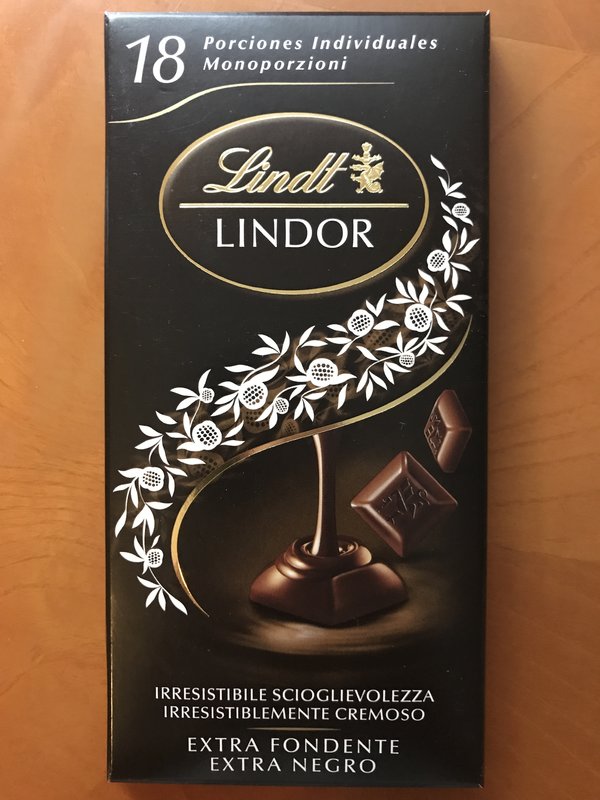 18 Porciones Individuales
Monoporzioni
Lindt
LINDOR
IRRESISTIBILE SCIOGLIEVOLEZZA
IRRESISTIBLEMENTE CREMOSO
EXTRA FONDENTE
EXTRA NEGRO